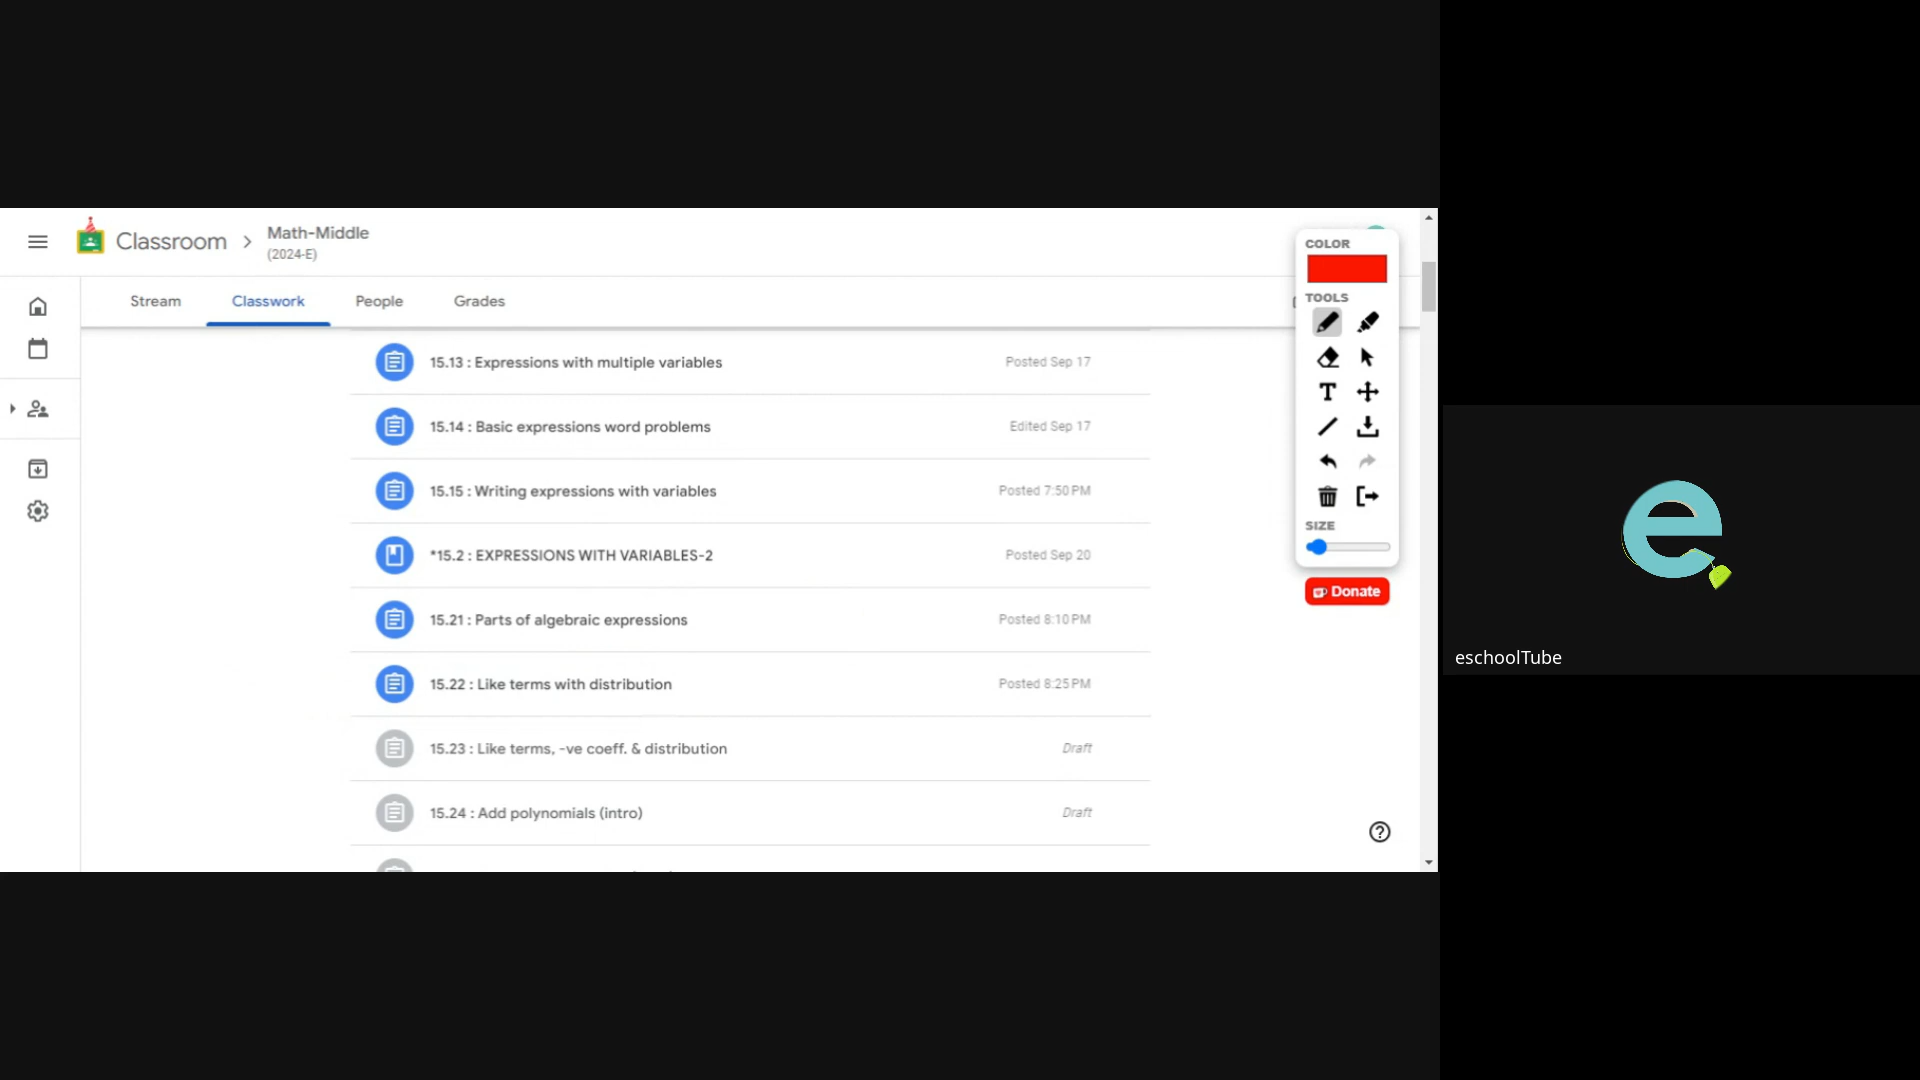 Classroom
Math-Middle
(2024-E)
Stream
Classwork
People
Grades
15.13 : Expressions with multiple variables
Posted Sep 17
15.14 : Basic expressions word problems
Edited Sep 17
15.15 : Writing expressions with variables
Posted 7:50 PM
*15.2 : EXPRESSIONS WITH VARIABLES-2
Posted Sep 20
15.21 : Parts of algebraic expressions
Posted 8:10 PM
15.22 : Like terms with distribution
Posted 8:25 PM
15.23 : Like terms, -ve coeff. & distribution
Draft
15.24 : Add polynomials (intro)
Draft
COLOR
TOOLS
SIZE
Donate
eschoolTube